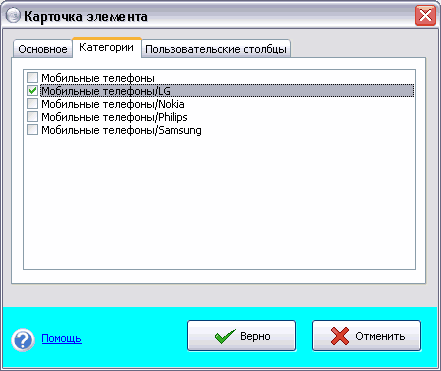 Карточка элемента
Основное Категории Пользовательские столбцы
Мобильные телефоны
Мобильные телефоны/LG
Мобильные телефоны/Nokia
Мобильные телефоны/Philips
Мобильные телефоны/Samsung
Помощь Верно Отменить